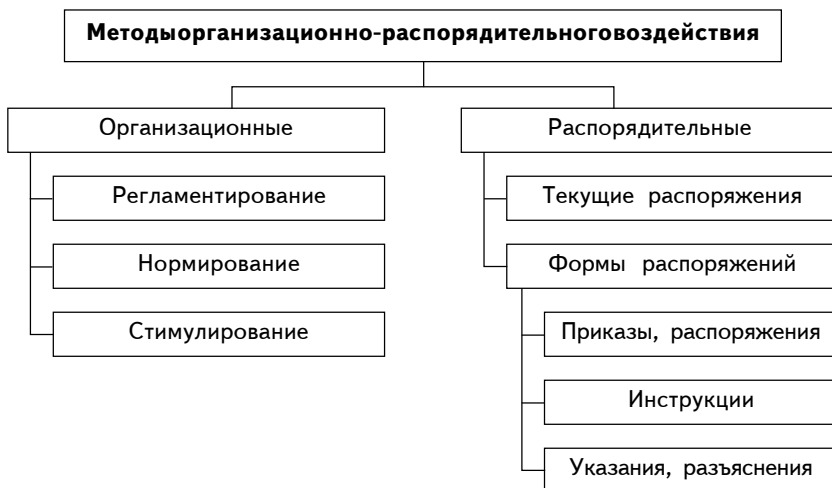 Методыорганизационно-распорядительноговоздействия
Организационные
Регламентирование
Нормирование
Стимулирование
Распорядительные
Текущие распоряжения
Формы распоряжений
Приказы, распоряжения
Инструкции
Указания, разъяснения